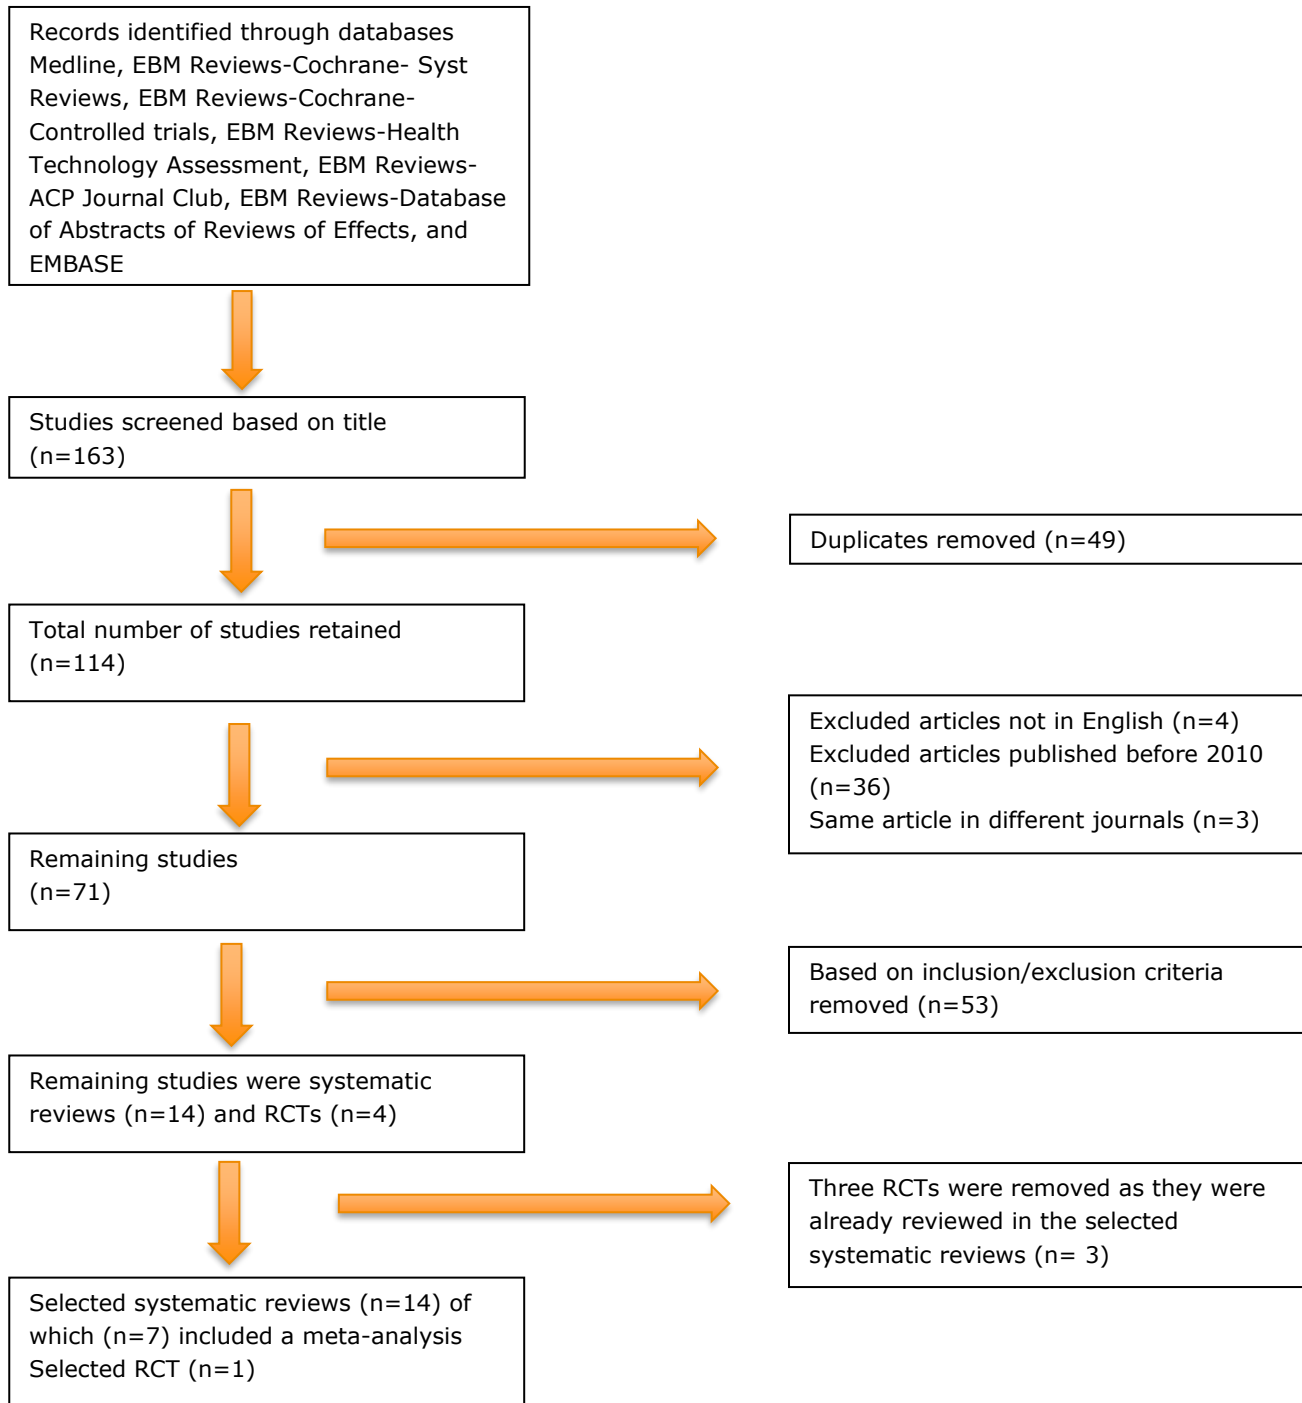 Records identified through databases
Medline, EBM Reviews-Cochrane- Syst
Reviews, EBM Reviews-Cochrane-
Controlled trials, EBM Reviews-Health
Technology Assessment, EBM Reviews-
ACP Journal Club, EBM Reviews-Database
of Abstracts of Reviews of Effects, and
EMBASE
Studies screened based on title
(n=163)
Duplicates removed (n=49)
Total number of studies retained
(n=114)
Excluded articles not in English (n=4)
Excluded articles published before 2010
(n=36)
Same article in different journals (n=3)
Remaining studies
(n=71)
Based on inclusion/exclusion criteria
removed (n=53)
Remaining studies were systematic
reviews (n=14) and RCTs (n=4)
Three RCTs were removed as they were
already reviewed in the selected
systematic reviews (n= 3)
Selected systematic reviews (n=14) of
which (n=7) included a meta-analysis
Selected RCT (n=1)